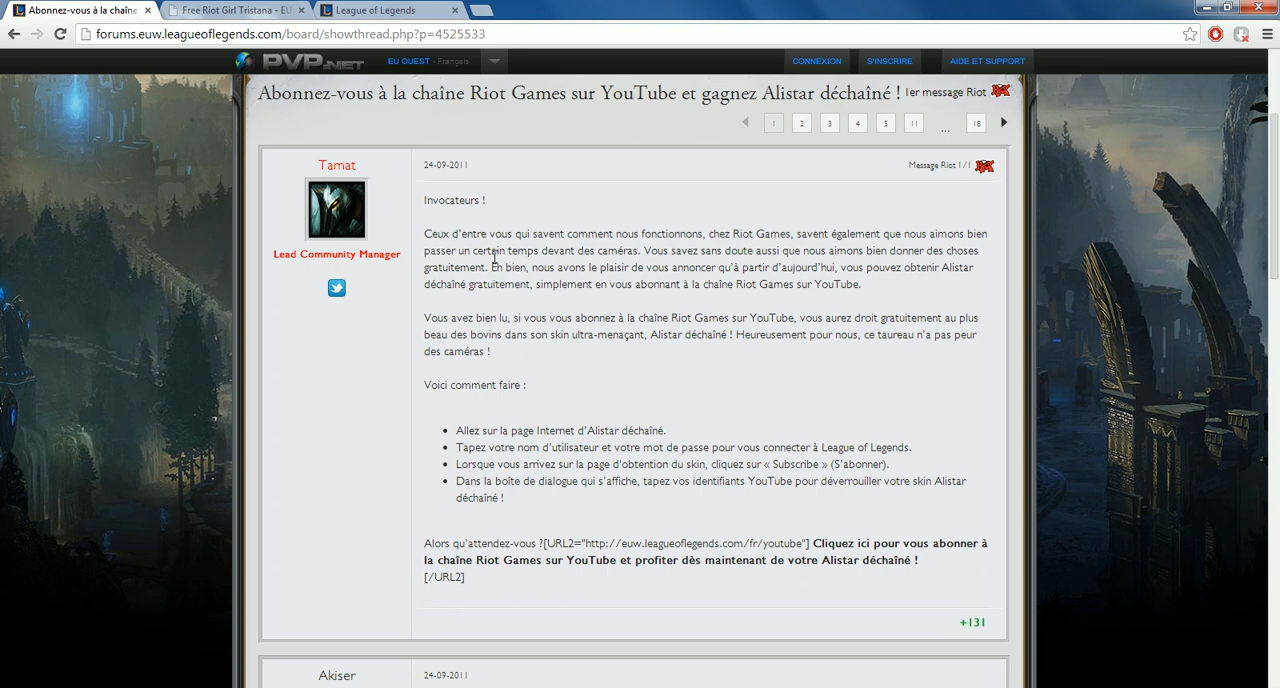 Abonnez-vous à la chaîne
Free Riot Girl Tristana - EU
League of Legends
forums.euw.leagueoflegends.com/board/showthread.php?p=4525533
PVP.NET
EU OUEST - Français
CONNEXION
S'INSCRIRE
AIDE ET SUPPORT
Abonnez-vous à la chaîne Riot Games sur YouTube et gagnez Alistar déchaîné !
1er message Riot
1 2 3 4 5 11 ... 18
Tamat
24-09-2011
Message Riot 1/1
Invocateurs !
Lead Community Manager
Ceux d'entre vous qui savent comment nous fonctionnons, chez Riot Games, savent également que nous aimons bien
passer un certain temps devant des caméras. Vous savez sans doute aussi que nous aimons bien donner des choses
gratuitement. Eh bien, nous avons le plaisir de vous annoncer qu'à partir d'aujourd'hui, vous pouvez obtenir Alistar
déchaîné gratuitement, simplement en vous abonnant à la chaîne Riot Games sur YouTube.
Vous avez bien lu, si vous vous abonnez à la chaîne Riot Games sur YouTube, vous aurez droit gratuitement au plus
beau des bovins dans son skin ultra-menaçant, Alistar déchaîné ! Heureusement pour nous, ce taureau n'a pas peur
des caméras !
Voici comment faire :
• Allez sur la page Internet d'Alistar déchaîné.
• Tapez votre nom d'utilisateur et votre mot de passe pour vous connecter à League of Legends.
• Lorsque vous arrivez sur la page d'obtention du skin, cliquez sur « Subscribe » (S'abonner).
• Dans la boîte de dialogue qui s'affiche, tapez vos identifiants YouTube pour déverrouiller votre skin Alistar
déchaîné !
Alors qu'attendez-vous ?[URL2="http://euw.leagueoflegends.com/fr/youtube"] Cliquez ici pour vous abonner à
la chaîne Riot Games sur YouTube et profiter dès maintenant de votre Alistar déchaîné !
[/URL2]
+131
Akiser
24-09-2011